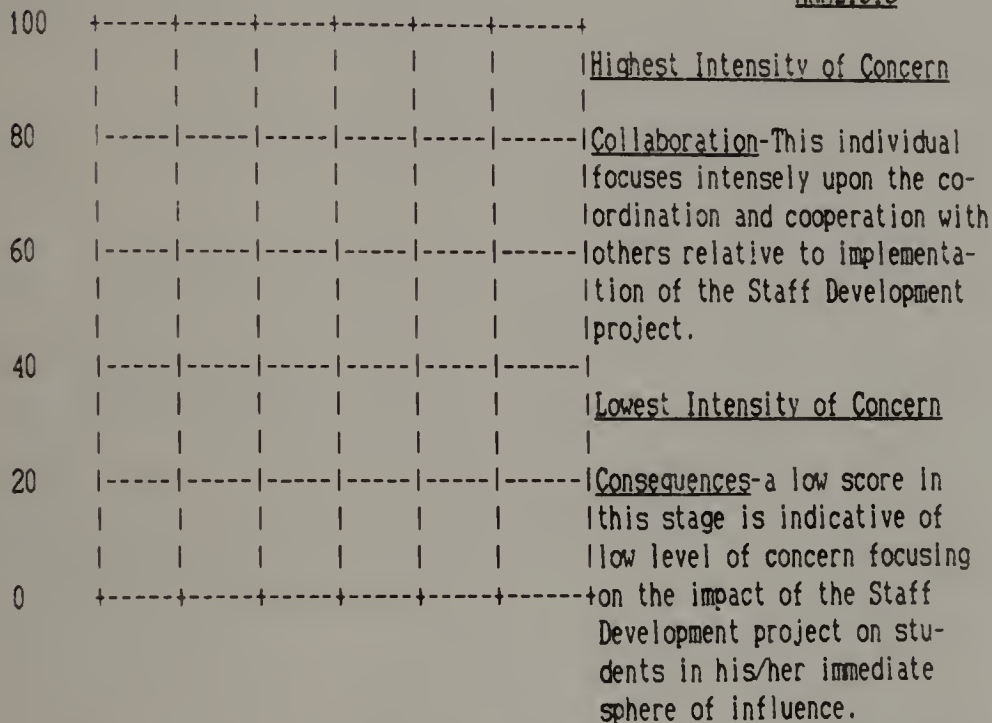 100
Highest Intensity of Concern
80
Collaboration-This individual
focuses intensely upon the co-
ordination and cooperation with
60
others relative to implementa-
tion of the Staff Development
project.
40
Lowest Intensity of Concern
20
Consequences-a low score in
this stage is indicative of
low level of concern focusing
0
on the impact of the Staff
Development project on stu-
dents in his/her immediate
sphere of influence.